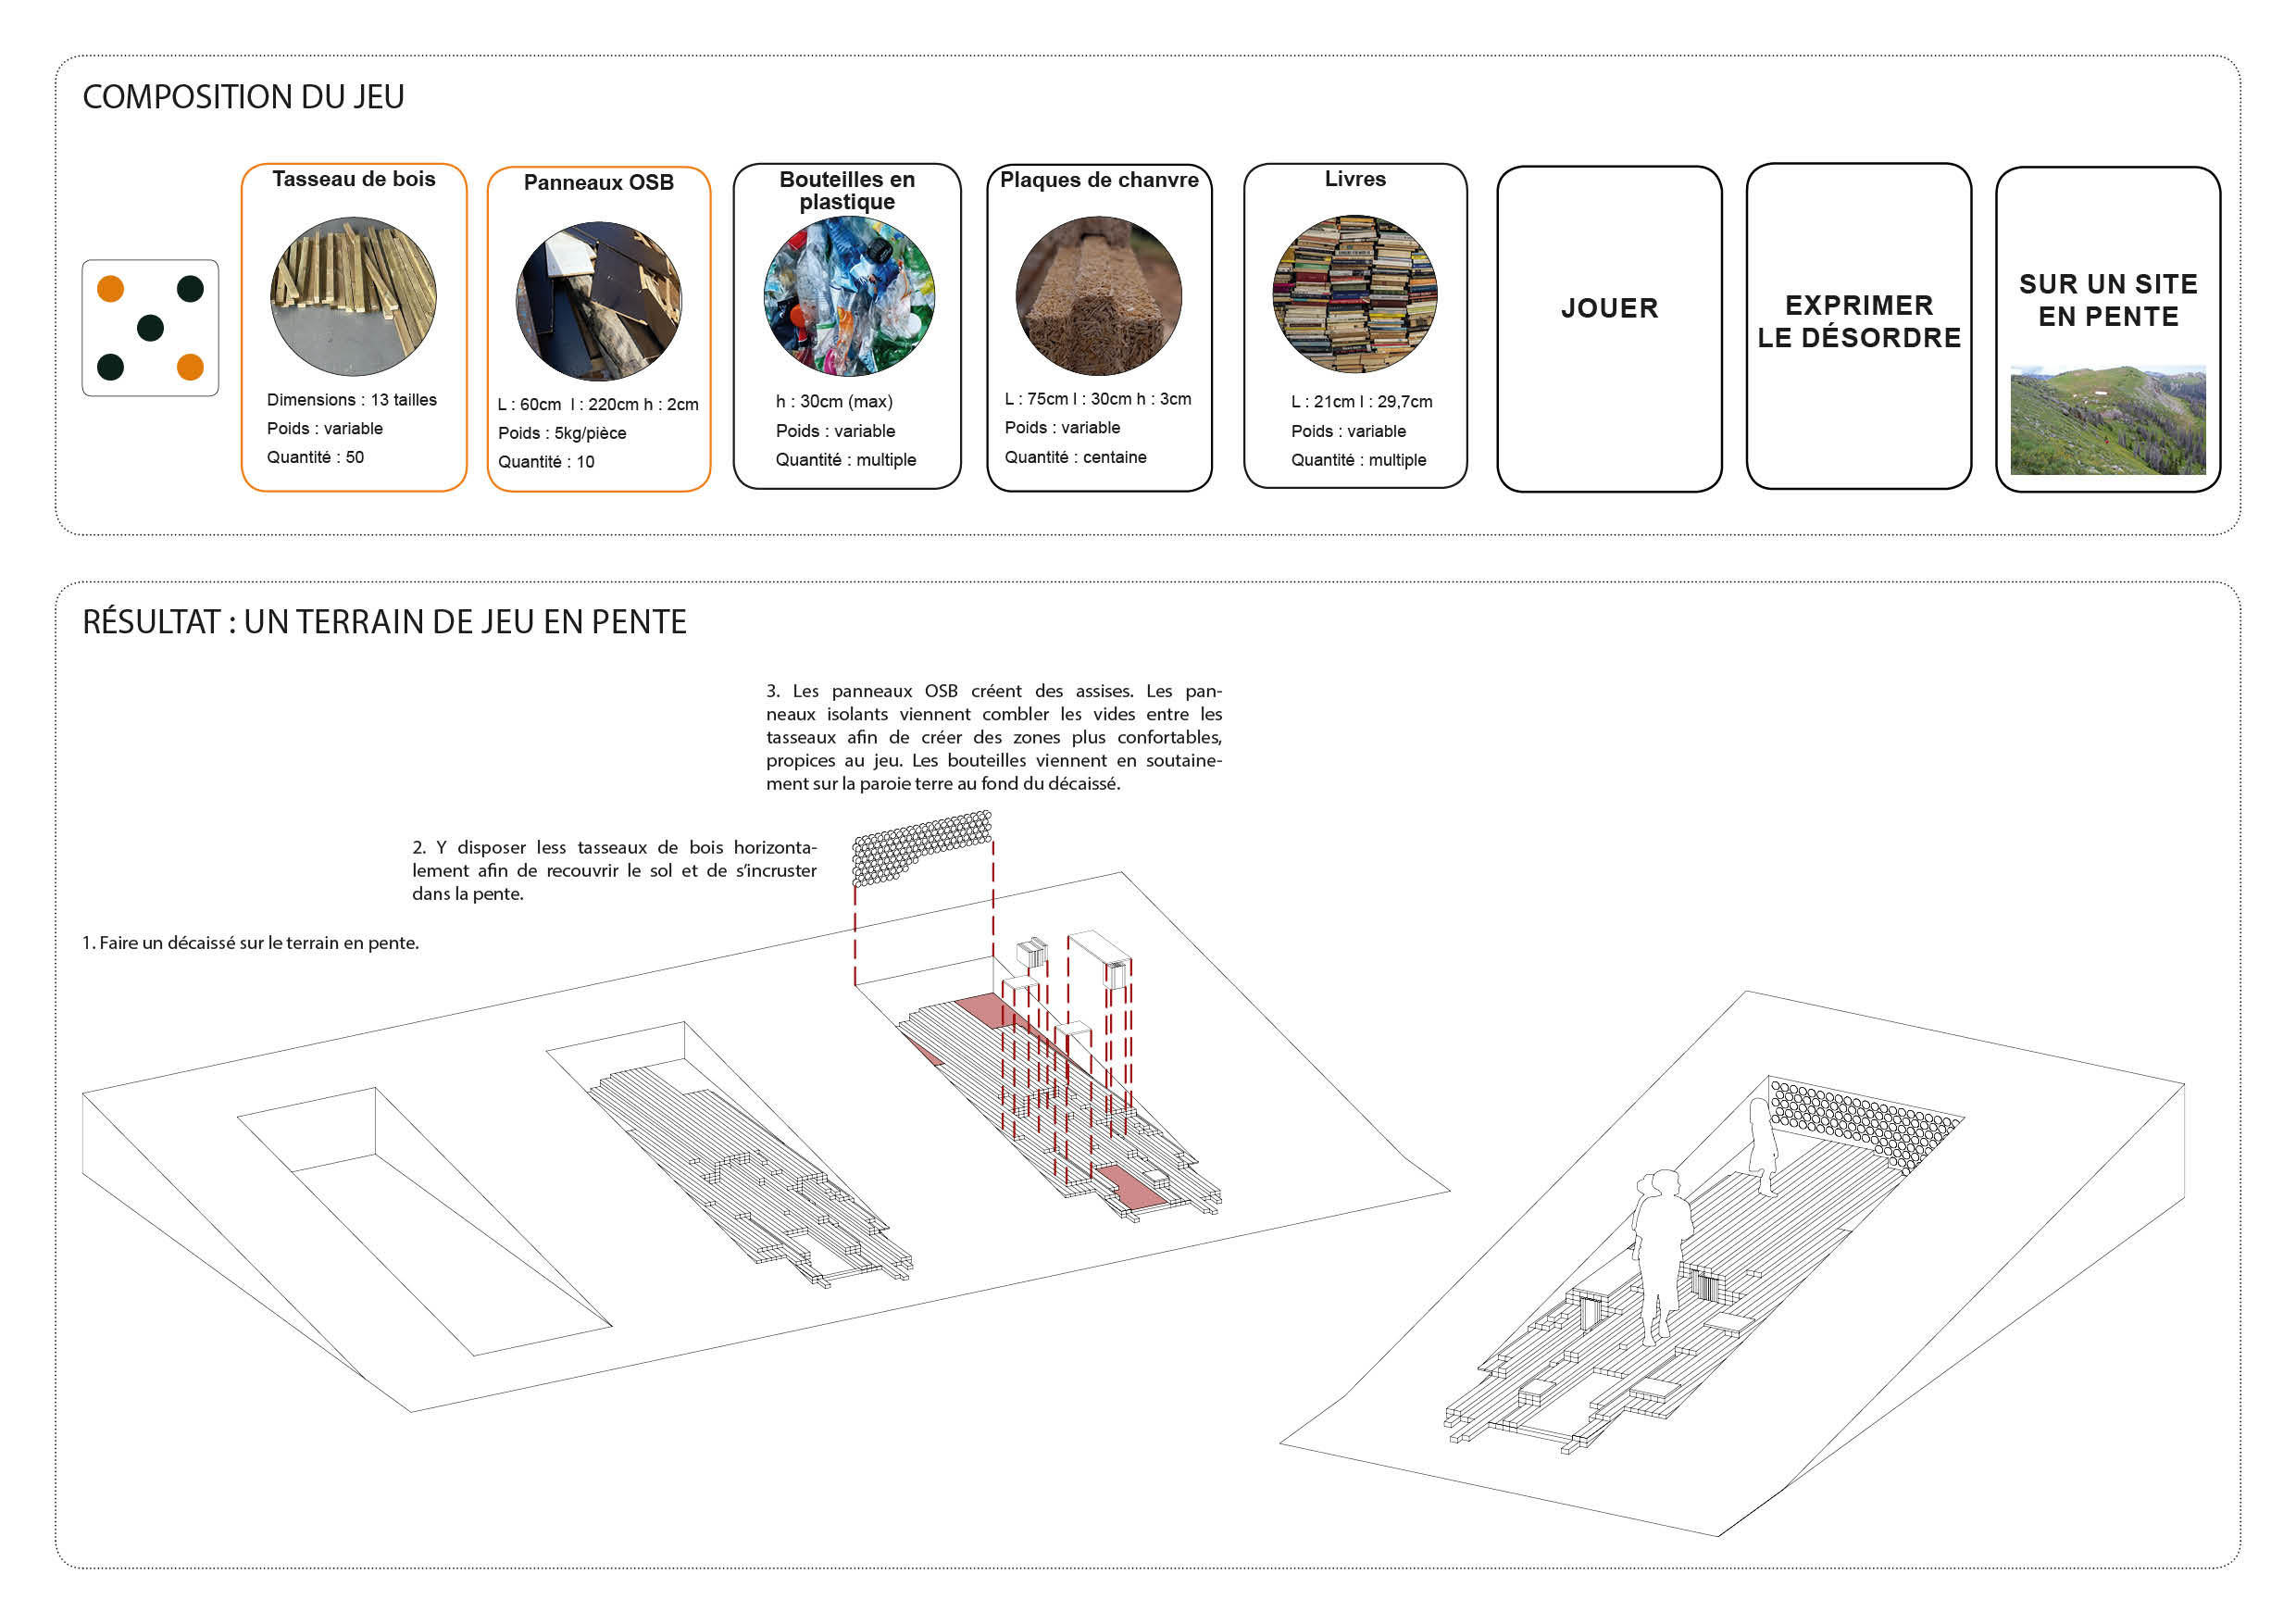 COMPOSITION DU JEU
Tasseau de bois
Dimensions : 13 tailles
Poids : variable
Quantité : 50
Panneaux OSB
L : 60cm l : 220cm h : 2cm
Poids : 5kg/pièce
Quantité : 10
Bouteilles en
plastique
h : 30cm (max)
Poids : variable
Quantité : multiple
Plaques de chanvre
L : 75cm l : 30cm h : 3cm
Poids : variable
Quantité : centaine
Livres
L : 21cm l : 29,7cm
Poids : variable
Quantité : multiple
JOUER
EXPRIMER
LE DÉSORDRE
SUR UN SITE
EN PENTE
RÉSULTAT : UN TERRAIN DE JEU EN PENTE
3. Les panneaux OSB créent des assises. Les pan-
neaux isolants viennent combler les vides entre les
tasseaux afin de créer des zones plus confortables,
propices au jeu. Les bouteilles viennent en soutaine-
ment sur la paroie terre au fond du décaissé.
2. Y disposer less tasseaux de bois horizonta-
lement afin de recouvrir le sol et de s'incruster
dans la pente.
1. Faire un décaissé sur le terrain en pente.